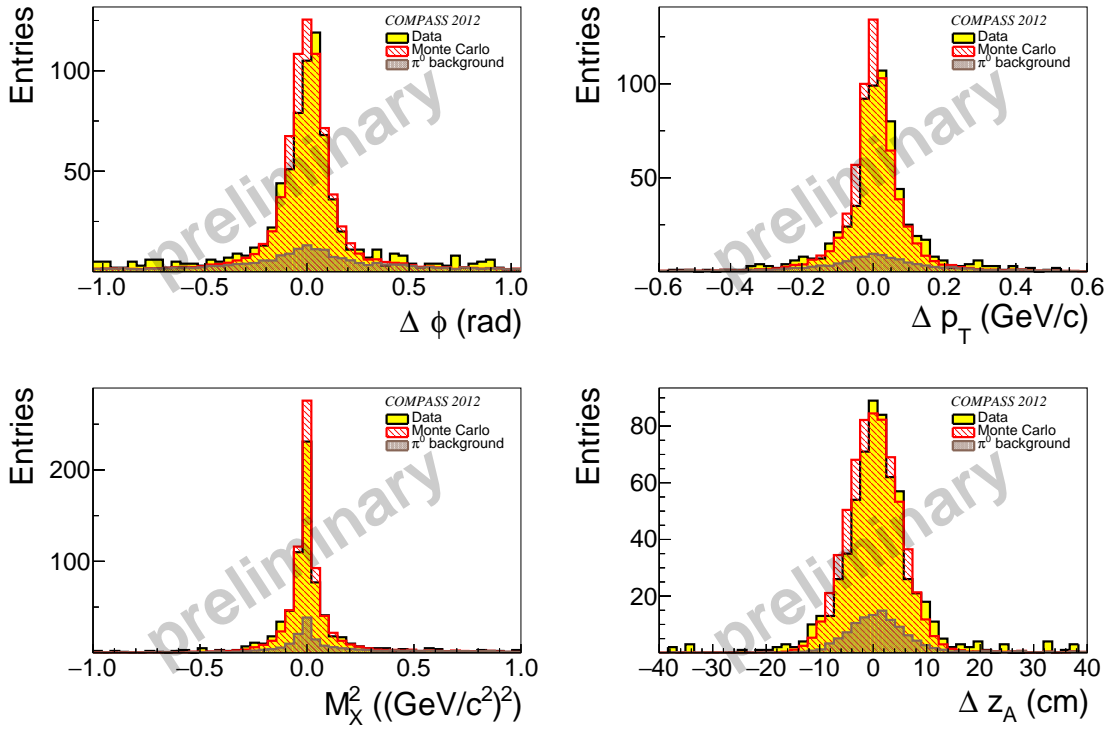 Entries
COMPASS 2012
Data
Monte Carlo
π⁰ background
preliminary
100
50
−1.0 −0.5 0.0 0.5 1.0
Δ ϕ (rad)
Entries
COMPASS 2012
Data
Monte Carlo
π⁰ background
preliminary
100
50
−0.6 −0.4 −0.2 0.0 0.2 0.4 0.6
Δ p_T (GeV/c)
Entries
COMPASS 2012
Data
Monte Carlo
π⁰ background
preliminary
200
100
−1.0 −0.5 0.0 0.5 1.0
M_X² ((GeV/c²)²)
Entries
COMPASS 2012
Data
Monte Carlo
π⁰ background
preliminary
80
60
40
20
0
−40 −30 −20 −10 0 10 20 30 40
Δ z_A (cm)